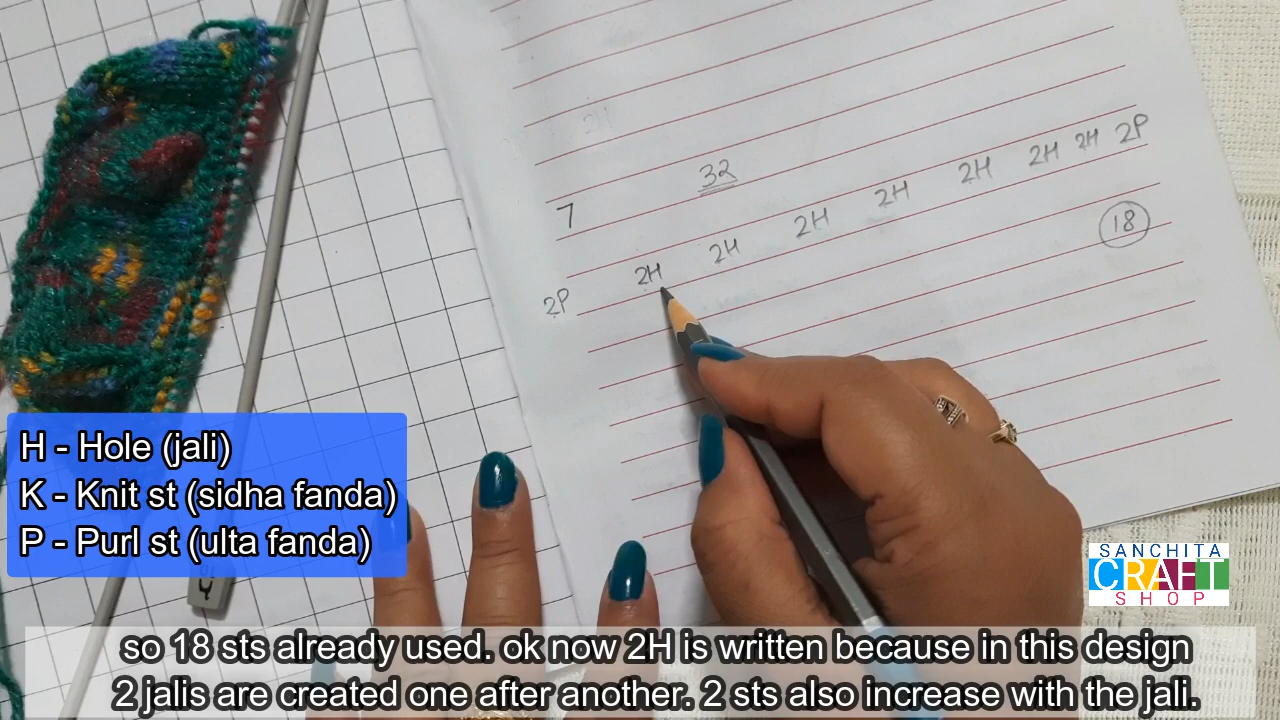 32
7
2P 2H 2H 2H 2H 2H 2H 2H 2P
18
H - Hole (jali)
K - Knit st (sidha fanda)
P - Purl st (ulta fanda)
SANCHITA
CRAFT
SHOP
so 18 sts already used. ok now 2H is written because in this design
2 jalis are created one after another. 2 sts also increase with the jali.